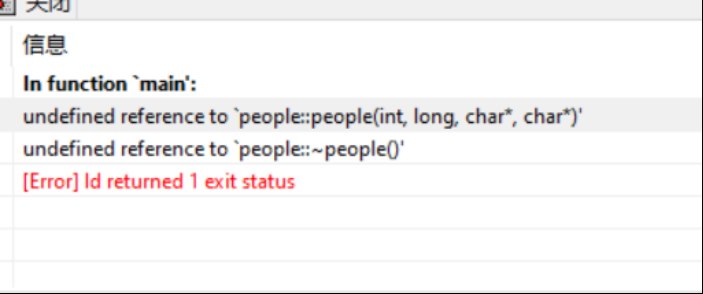 关闭
信息
In function `main':
undefined reference to `people::people(int, long, char*, char*)'
undefined reference to `people::~people()'
[Error] ld returned 1 exit status